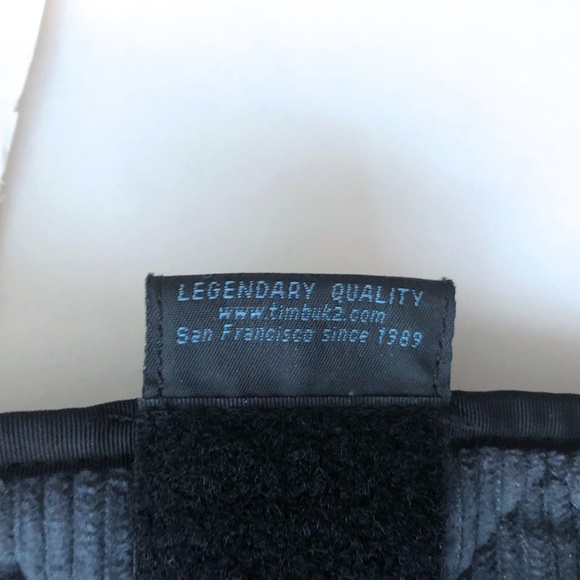 LEGENDARY QUALITY
www.timbuk2.com
San Francisco since 1989